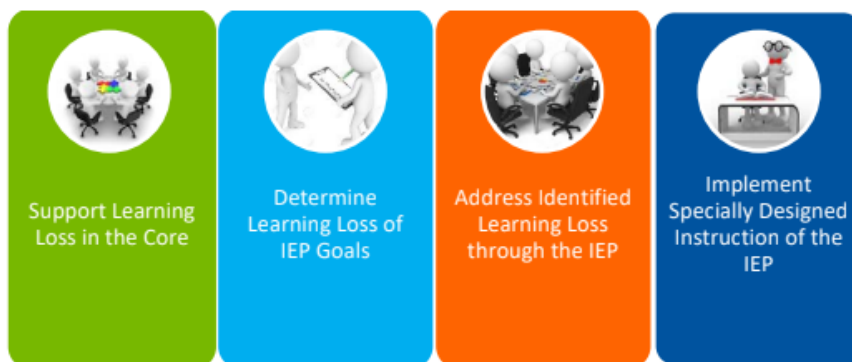 Support Learning
Loss in the Core
Determine
Learning Loss of
IEP Goals
Address Identified
Learning Loss
through the IEP
Implement
Specially Designed
Instruction of the
IEP